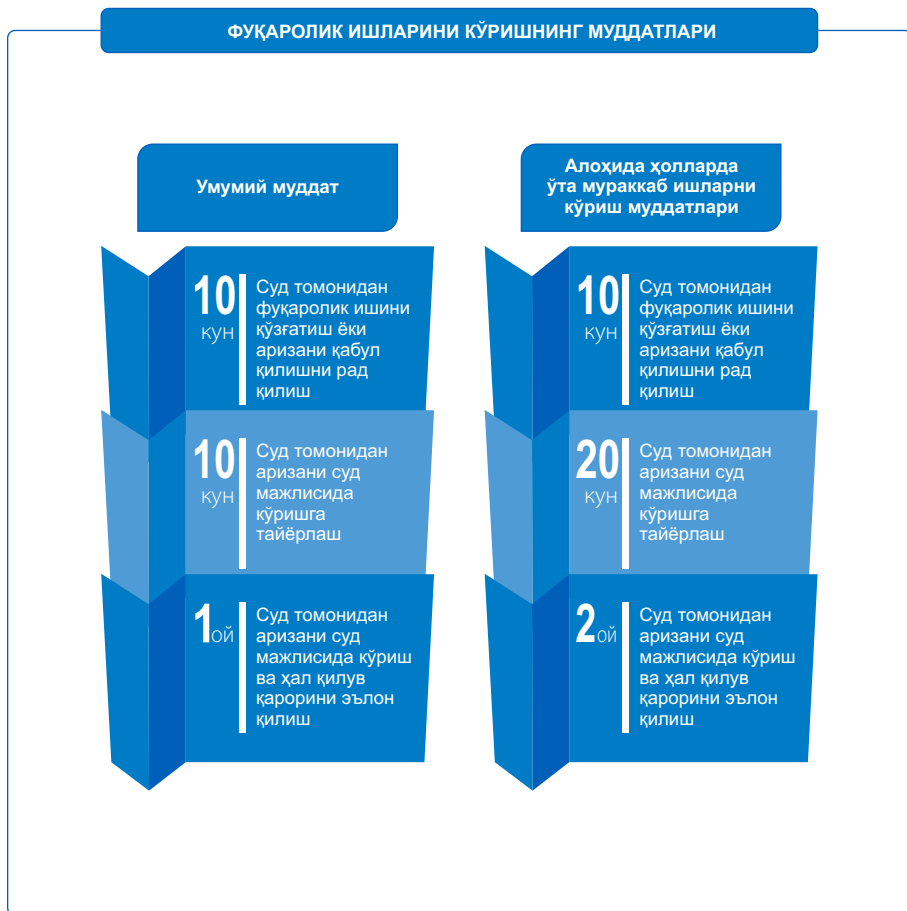 ФУҚАРОЛИК ИШЛАРИНИ КЎРИШНИНГ МУДДАТЛАРИ
Умумий муддат
10
кун
Суд томонидан
фуқаролик ишини
қўзғатиш ёки
аризани қабул
қилишни рад
қилиш
10
кун
Суд томонидан
аризани суд
мажлисида
кўришга
тайёрлаш
1 ой
Суд томонидан
аризани суд
мажлисида кўриш
ва ҳал қилув
қарорини эълон
қилиш
Алоҳида ҳолларда
ўта мураккаб ишларни
кўриш муддатлари
10
кун
Суд томонидан
фуқаролик ишини
қўзғатиш ёки
аризани қабул
қилишни рад
қилиш
20
кун
Суд томонидан
аризани суд
мажлисида
кўришга
тайёрлаш
2 ой
Суд томонидан
аризани суд
мажлисида кўриш
ва ҳал қилув
қарорини эълон
қилиш